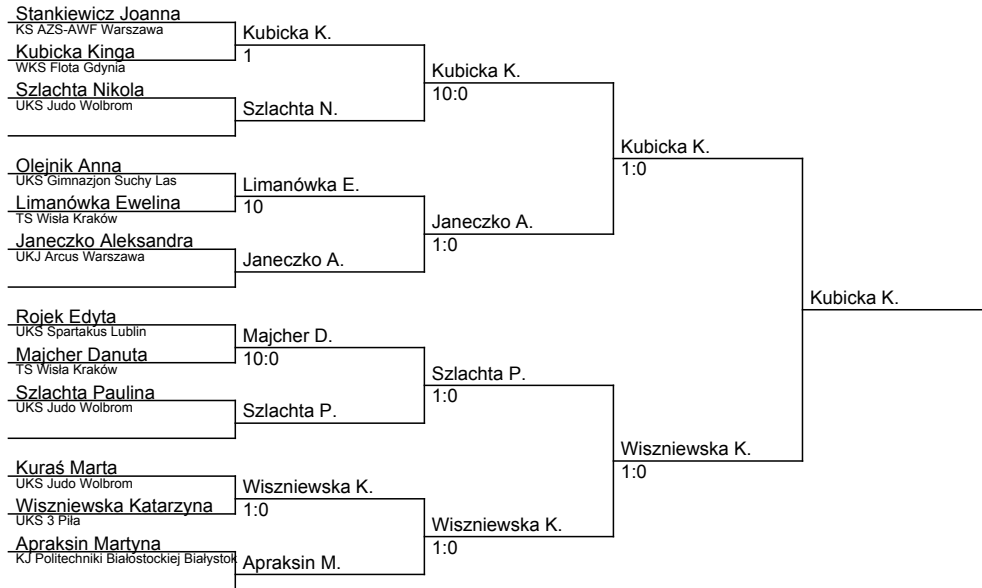 Stankiewicz Joanna
KS AZS-AWF Warszawa
Kubicka Kinga
WKS Flota Gdynia
Szlachta Nikola
UKS Judo Wolbrom
Olejnik Anna
UKS Gimnazjon Suchy Las
Limanówka Ewelina
TS Wisła Kraków
Janeczko Aleksandra
UKJ Arcus Warszawa
Rojek Edyta
UKS Spartakus Lublin
Majcher Danuta
TS Wisła Kraków
Szlachta Paulina
UKS Judo Wolbrom
Kuraś Marta
UKS Judo Wolbrom
Wiszniewska Katarzyna
UKS 3 Piła
Apraksin Martyna
KJ Politechniki Białostockiej Białystok
Kubicka K.
1
Szlachta N.
Limanówka E.
10
Janeczko A.
Majcher D.
10:0
Szlachta P.
Wiszniewska K.
1:0
Apraksin M.
Kubicka K.
10:0
Janeczko A.
1:0
Szlachta P.
1:0
Wiszniewska K.
1:0
Kubicka K.
1:0
Wiszniewska K.
1:0
Kubicka K.